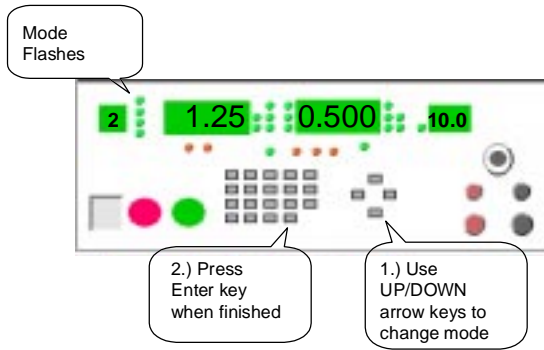 Mode
Flashes
2 1.25 0.500 10.0
2.) Press
Enter key
when finished
1.) Use
UP/DOWN
arrow keys to
change mode